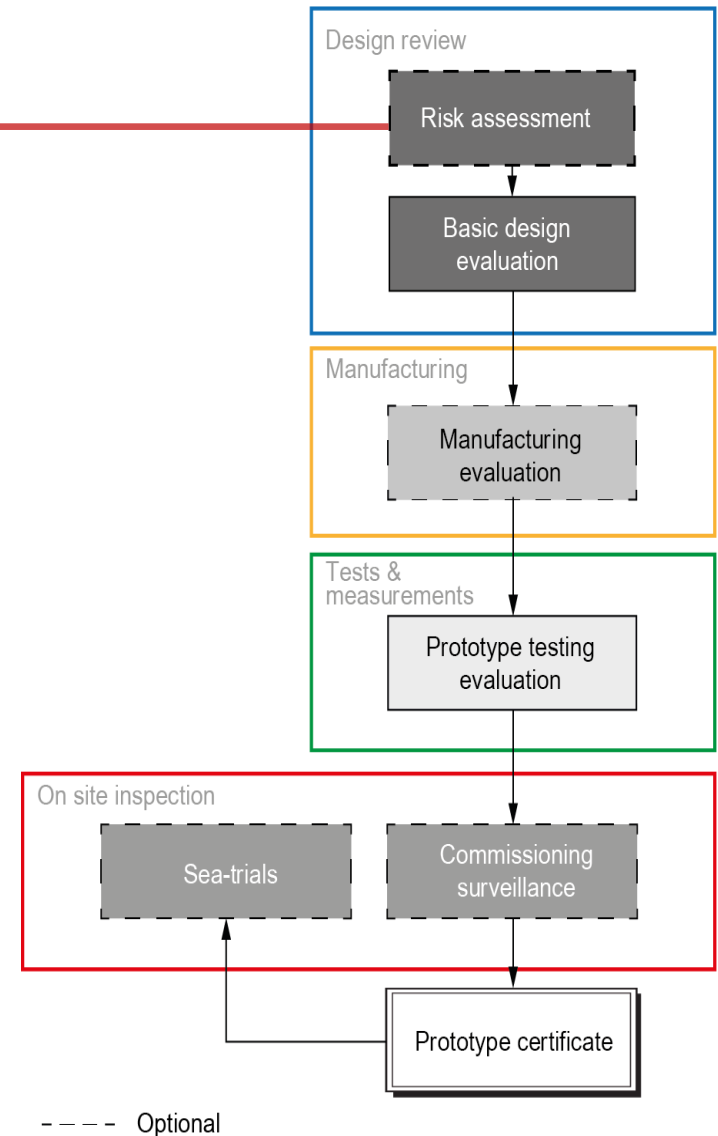 Design review
Risk assessment
Basic design
evaluation
Manufacturing
Manufacturing
evaluation
Tests &
measurements
Prototype testing
evaluation
On site inspection
Sea-trials
Commissioning
surveillance
Prototype certificate
Optional